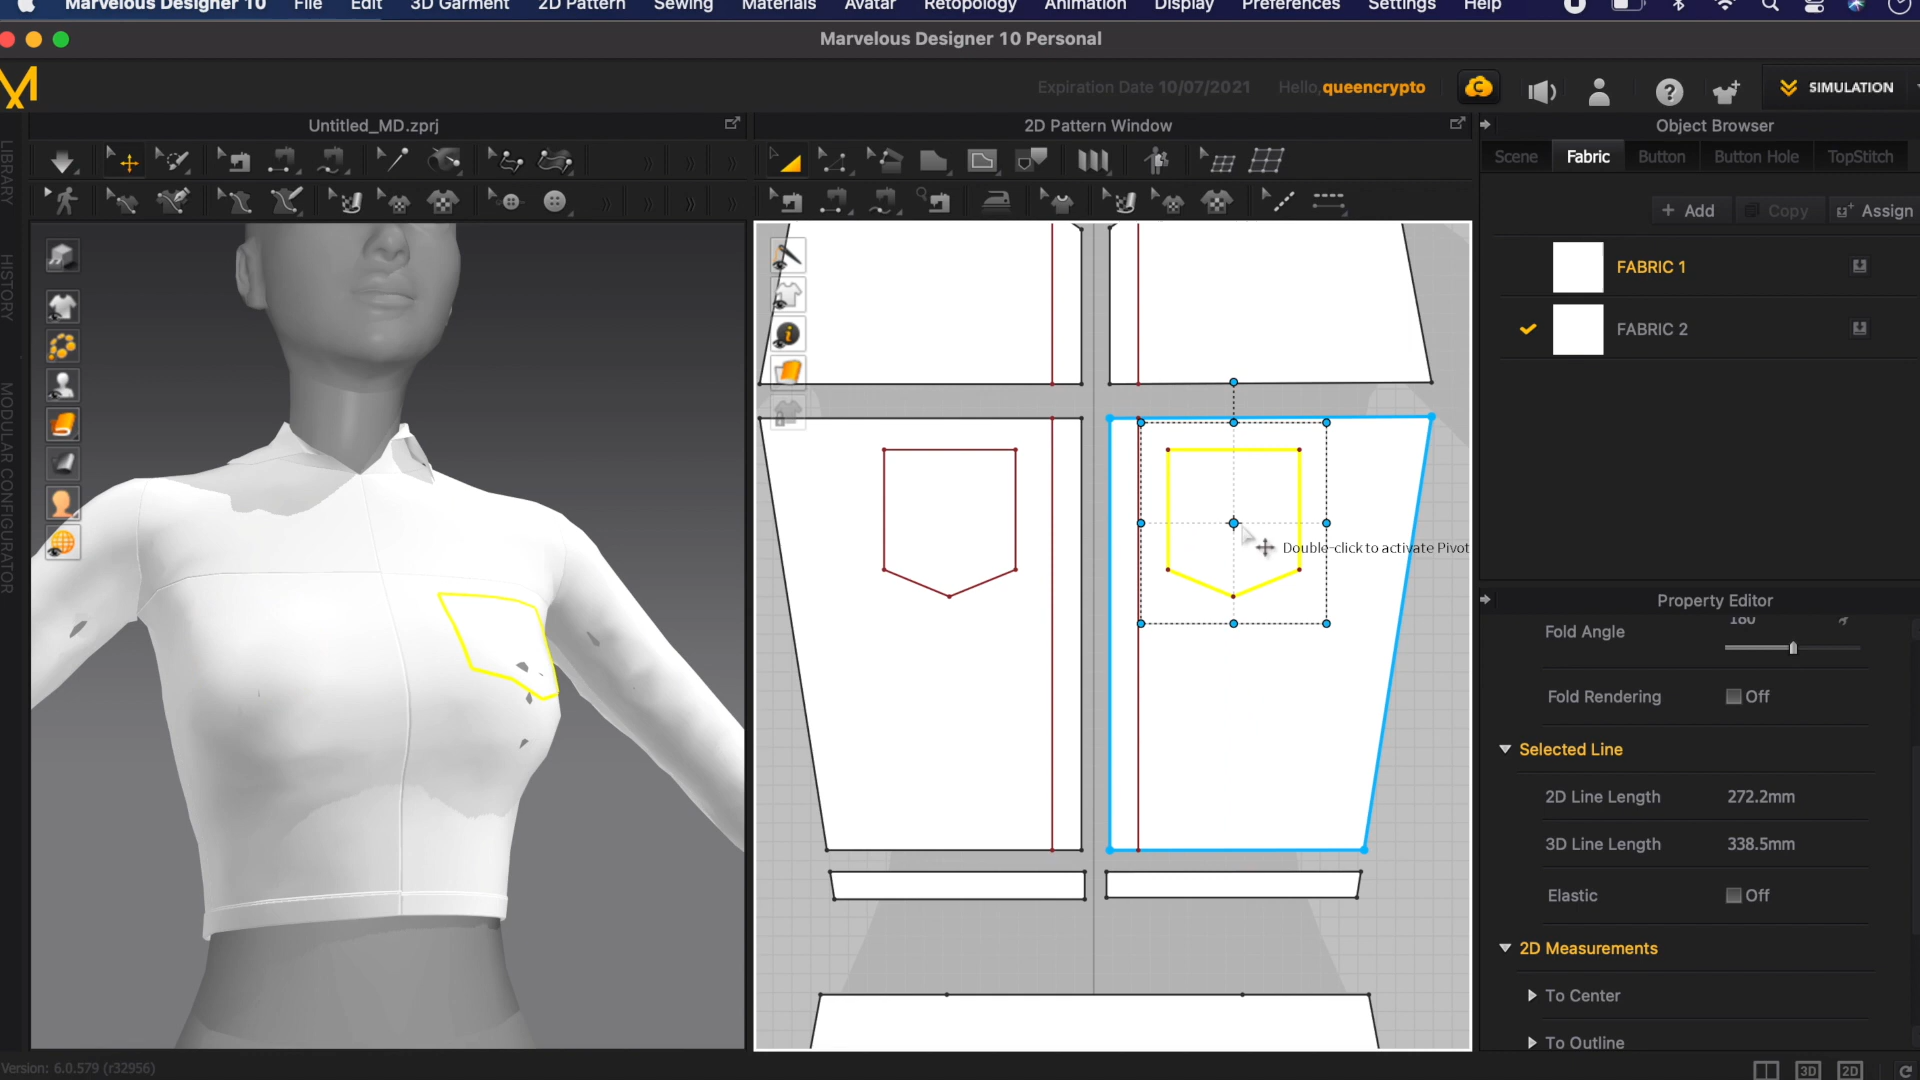 Marvelous Designer 10 File Edit 3D Garment 2D Pattern Sewing Materials Avatar Retopology Animation Display Preferences Settings Help
Marvelous Designer 10 Personal
Expiration Date 10/07/2021 Hello, queencrypto
SIMULATION
Untitled_MD.zprj
2D Pattern Window
Object Browser
Scene Fabric Button Button Hole TopStitch
+ Add Copy Assign
FABRIC 1
FABRIC 2
LIBRARY
HISTORY
MODULAR CONFIGURATOR
Double-click to activate Pivot
Property Editor
Fold Angle 180
Fold Rendering Off
Selected Line
2D Line Length 272.2mm
3D Line Length 338.5mm
Elastic Off
2D Measurements
To Center
To Outline
Version: 6.0.579 (r32956)
3D 2D